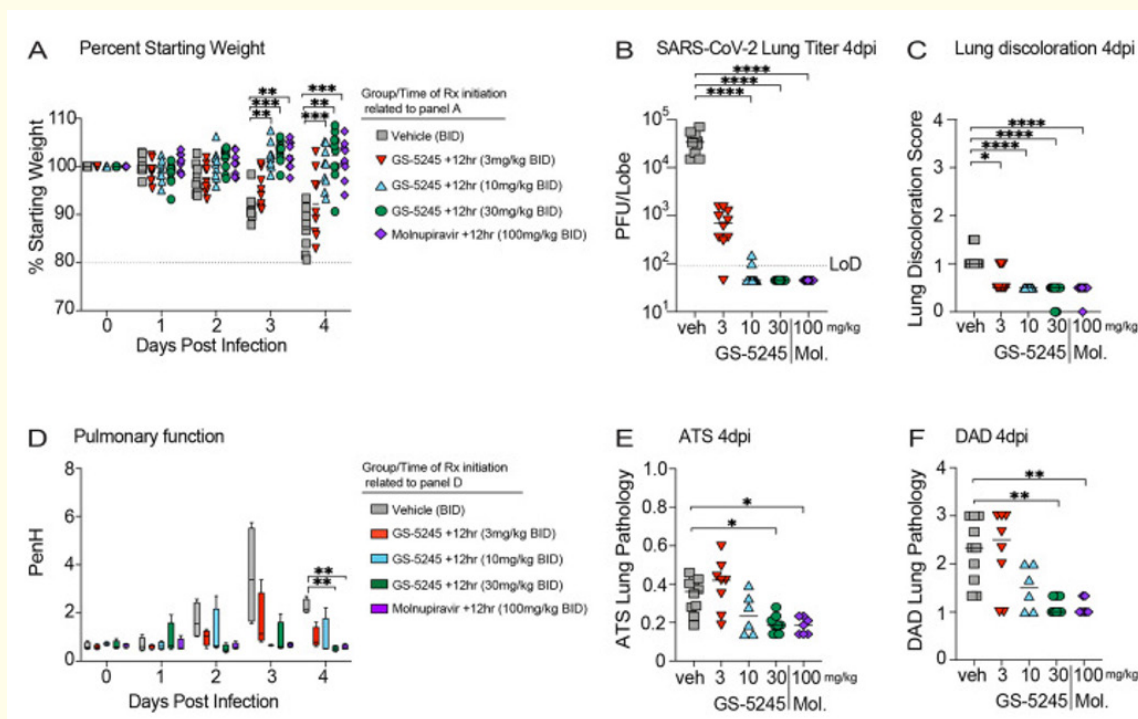 A Percent Starting Weight
% Starting Weight
110
100
90
80
70
0 1 2 3 4
Days Post Infection
** *** **
*** ** ***
Group/Time of Rx initiation
related to panel A
Vehicle (BID)
GS-5245 +12hr (3mg/kg BID)
GS-5245 +12hr (10mg/kg BID)
GS-5245 +12hr (30mg/kg BID)
Molnupiravir +12hr (100mg/kg BID)
B SARS-CoV-2 Lung Titer 4dpi
****
****
****
PFU/Lobe
10^5
10^4
10^3
10^2
10^1
LoD
veh 3 10 30 100 mg/kg
GS-5245 Mol.
C Lung discoloration 4dpi
****
****
****
*
Lung Discoloration Score
4
3
2
1
0
veh 3 10 30 100 mg/kg
GS-5245 Mol.
D Pulmonary function
PenH
8
6
4
2
0
0 1 2 3 4
Days Post Infection
**
**
Group/Time of Rx initiation
related to panel D
Vehicle (BID)
GS-5245 +12hr (3mg/kg BID)
GS-5245 +12hr (10mg/kg BID)
GS-5245 +12hr (30mg/kg BID)
Molnupiravir +12hr (100mg/kg BID)
E ATS 4dpi
*
*
ATS Lung Pathology
1.0
0.8
0.6
0.4
0.2
0.0
veh 3 10 30 100 mg/kg
GS-5245 Mol.
F DAD 4dpi
**
**
DAD Lung Pathology
4
3
2
1
0
veh 3 10 30 100 mg/kg
GS-5245 Mol.